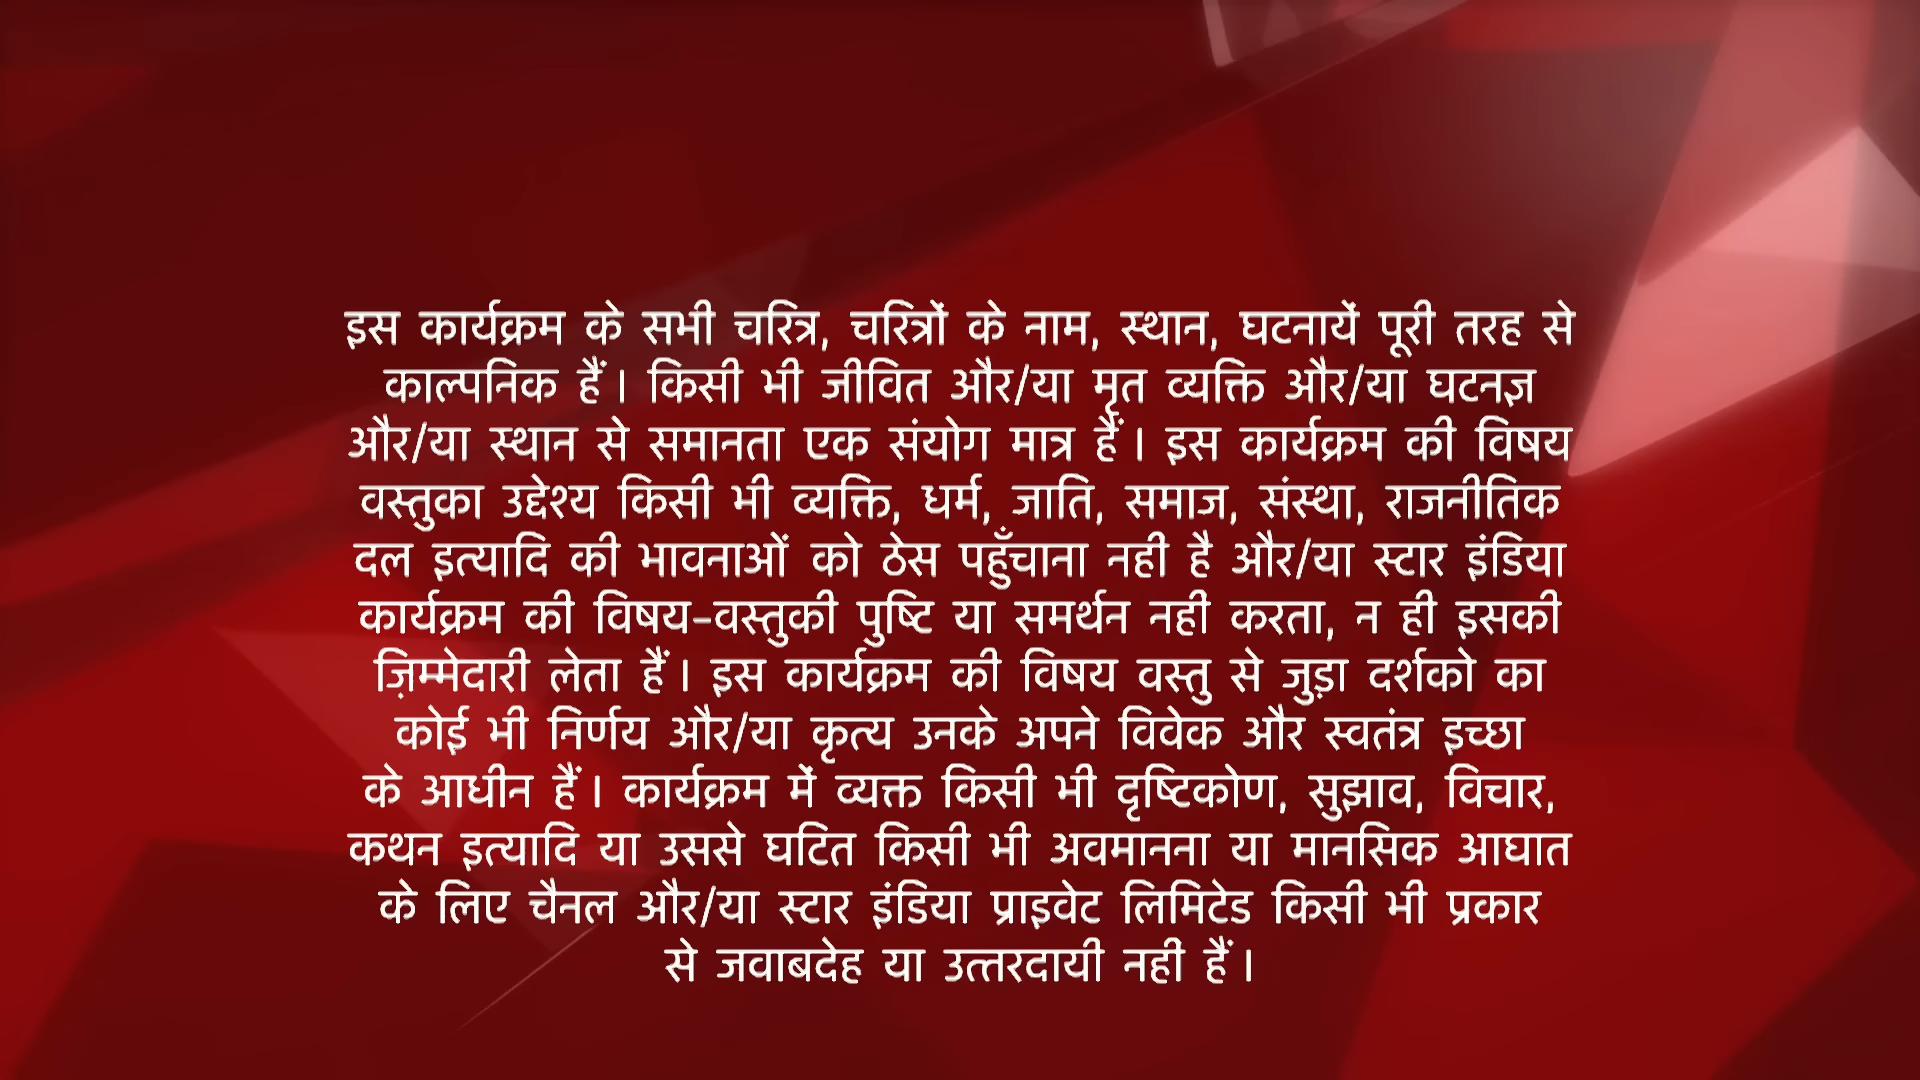 इस कार्यक्रम के सभी चरित्र, चरित्रों के नाम, स्थान, घटनायें पूरी तरह से
काल्पनिक हैं। किसी भी जीवित और/या मृत व्यक्ति और/या घटनज्ञ
और/या स्थान से समानता एक संयोग मात्र हैं। इस कार्यक्रम की विषय
वस्तुका उद्देश्य किसी भी व्यक्ति, धर्म, जाति, समाज, संस्था, राजनीतिक
दल इत्यादि की भावनाओं को ठेस पहुँचाना नही है और/या स्टार इंडिया
कार्यक्रम की विषय-वस्तुकी पुष्टि या समर्थन नही करता, न ही इसकी
ज़िम्मेदारी लेता हैं। इस कार्यक्रम की विषय वस्तु से जुड़ा दर्शको का
कोई भी निर्णय और/या कृत्य उनके अपने विवेक और स्वतंत्र इच्छा
के आधीन हैं। कार्यक्रम में व्यक्त किसी भी दृष्टिकोण, सुझाव, विचार,
कथन इत्यादि या उससे घटित किसी भी अवमानना या मानसिक आघात
के लिए चैनल और/या स्टार इंडिया प्राइवेट लिमिटेड किसी भी प्रकार
से जवाबदेह या उत्तरदायी नही हैं।